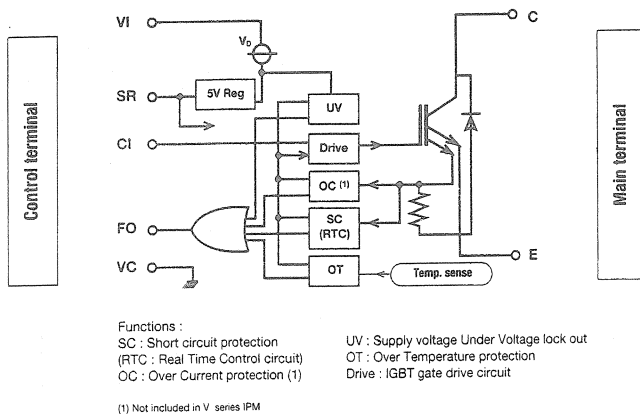 Control terminal
Main terminal
VI
C
VD
SR
5V Reg
UV
CI
Drive
OC (1)
FO
SC
(RTC)
E
VC
OT
Temp. sense
Functions :
SC : Short circuit protection
(RTC : Real Time Control circuit)
OC : Over Current protection (1)
UV : Supply voltage Under Voltage lock out
OT : Over Temperature protection
Drive : IGBT gate drive circuit
(1) Not included in V series IPM